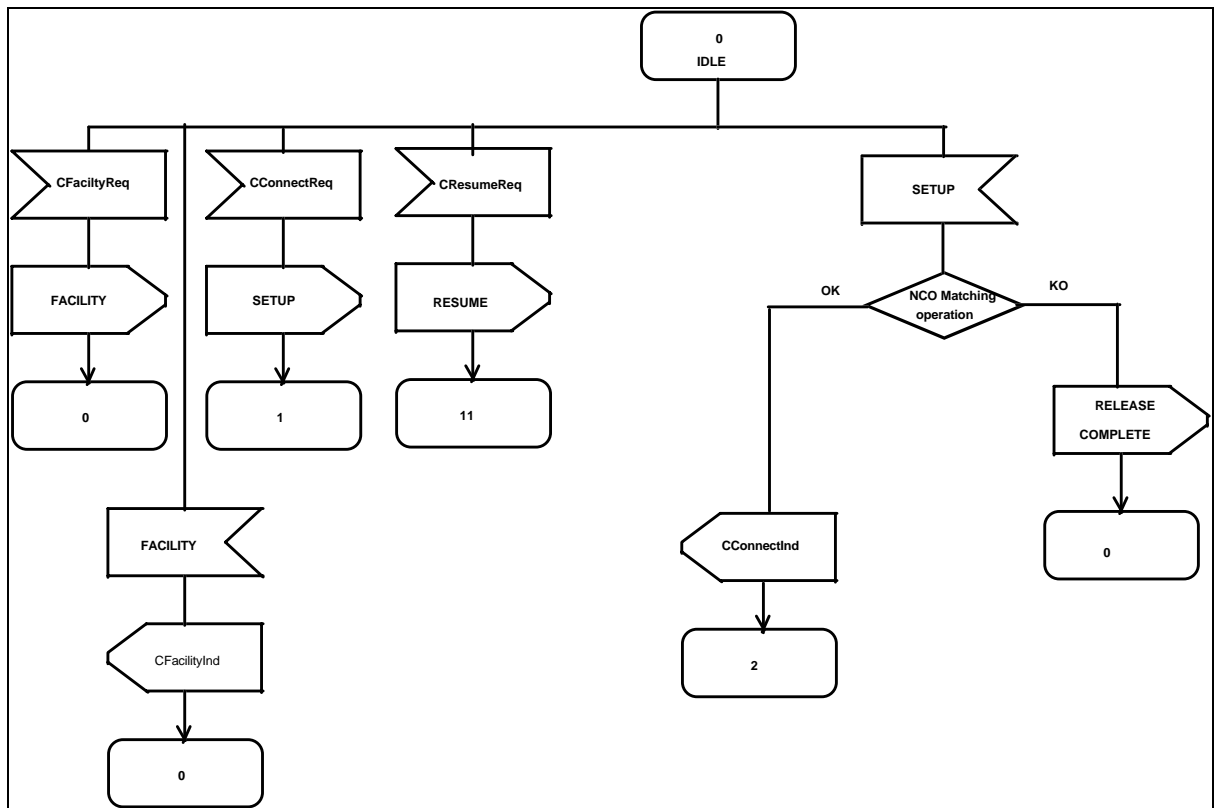 0
IDLE
CFaciltyReq
CConnectReq
CResumeReq
SETUP
FACILITY
SETUP
RESUME
OK
NCO Matching
operation
KO
0
1
11
RELEASE
COMPLETE
FACILITY
CConnectInd
0
CFacilityInd
2
0